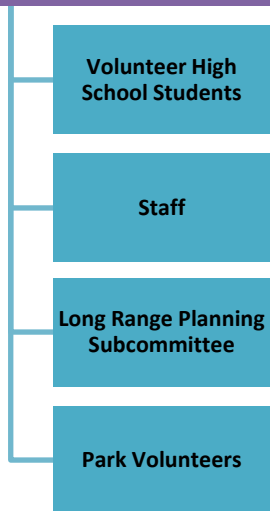 Volunteer High
School Students
Staff
Long Range Planning
Subcommittee
Park Volunteers